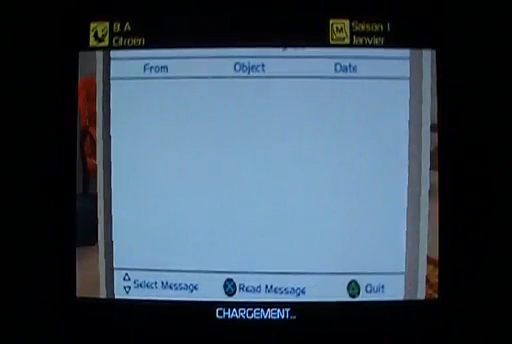 B. A
Citroen
Saison 1
Janvier
From Object Date
Select Message Read Message Quit
CHARGEMENT...